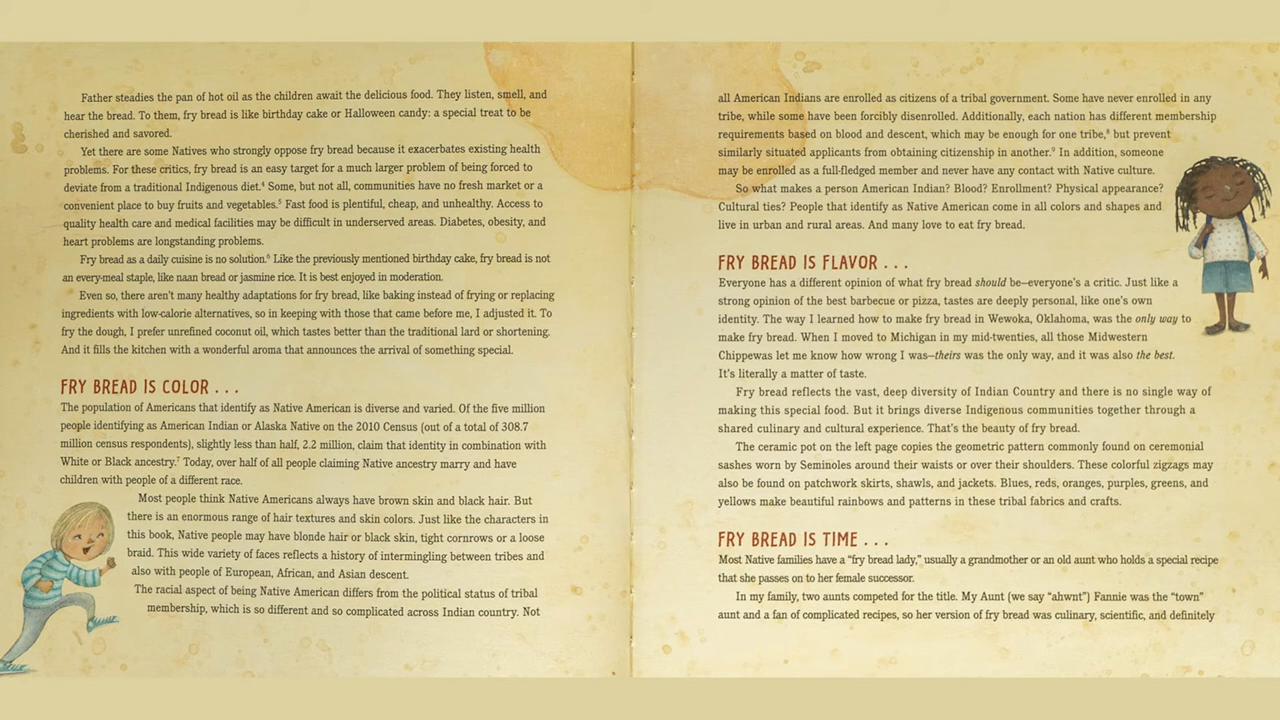 Father steadies the pan of hot oil as the children await the delicious food. They listen, smell, and
hear the bread. To them, fry bread is like birthday cake or Halloween candy: a special treat to be
cherished and savored.
Yet there are some Natives who strongly oppose fry bread because it exacerbates existing health
problems. For these critics, fry bread is an easy target for a much larger problem of being forced to
deviate from a traditional Indigenous diet.⁴ Some, but not all, communities have no fresh market or a
convenient place to buy fruits and vegetables.⁵ Fast food is plentiful, cheap, and unhealthy. Access to
quality health care and medical facilities may be difficult in underserved areas. Diabetes, obesity, and
heart problems are longstanding problems.
Fry bread as a daily cuisine is no solution.⁶ Like the previously mentioned birthday cake, fry bread is not
an every-meal staple, like naan bread or jasmine rice. It is best enjoyed in moderation.
Even so, there aren't many healthy adaptations for fry bread, like baking instead of frying or replacing
ingredients with low-calorie alternatives, so in keeping with those that came before me, I adjusted it. To
fry the dough, I prefer unrefined coconut oil, which tastes better than the traditional lard or shortening.
And it fills the kitchen with a wonderful aroma that announces the arrival of something special.
FRY BREAD IS COLOR . . .
The population of Americans that identify as Native American is diverse and varied. Of the five million
people identifying as American Indian or Alaska Native on the 2010 Census (out of a total of 308.7
million census respondents), slightly less than half, 2.2 million, claim that identity in combination with
White or Black ancestry.⁷ Today, over half of all people claiming Native ancestry marry and have
children with people of a different race.
Most people think Native Americans always have brown skin and black hair. But
there is an enormous range of hair textures and skin colors. Just like the characters in
this book, Native people may have blonde hair or black skin, tight cornrows or a loose
braid. This wide variety of faces reflects a history of intermingling between tribes and
also with people of European, African, and Asian descent.
The racial aspect of being Native American differs from the political status of tribal
membership, which is so different and so complicated across Indian country. Not
all American Indians are enrolled as citizens of a tribal government. Some have never enrolled in any
tribe, while some have been forcibly disenrolled. Additionally, each nation has different membership
requirements based on blood and descent, which may be enough for one tribe,⁸ but prevent
similarly situated applicants from obtaining citizenship in another.⁹ In addition, someone
may be enrolled as a full-fledged member and never have any contact with Native culture.
So what makes a person American Indian? Blood? Enrollment? Physical appearance?
Cultural ties? People that identify as Native American come in all colors and shapes and
live in urban and rural areas. And many love to eat fry bread.
FRY BREAD IS FLAVOR . . .
Everyone has a different opinion of what fry bread should be—everyone's a critic. Just like a
strong opinion of the best barbecue or pizza, tastes are deeply personal, like one's own
identity. The way I learned how to make fry bread in Wewoka, Oklahoma, was the only way to
make fry bread. When I moved to Michigan in my mid-twenties, all those Midwestern
Chippewas let me know how wrong I was—theirs was the only way, and it was also the best.
It's literally a matter of taste.
Fry bread reflects the vast, deep diversity of Indian Country and there is no single way of
making this special food. But it brings diverse Indigenous communities together through a
shared culinary and cultural experience. That's the beauty of fry bread.
The ceramic pot on the left page copies the geometric pattern commonly found on ceremonial
sashes worn by Seminoles around their waists or over their shoulders. These colorful zigzags may
also be found on patchwork skirts, shawls, and jackets. Blues, reds, oranges, purples, greens, and
yellows make beautiful rainbows and patterns in these tribal fabrics and crafts.
FRY BREAD IS TIME . . .
Most Native families have a "fry bread lady," usually a grandmother or an old aunt who holds a special recipe
that she passes on to her female successor.
In my family, two aunts competed for the title. My Aunt (we say "ahwnt") Fannie was the "town"
aunt and a fan of complicated recipes, so her version of fry bread was culinary, scientific, and definitely